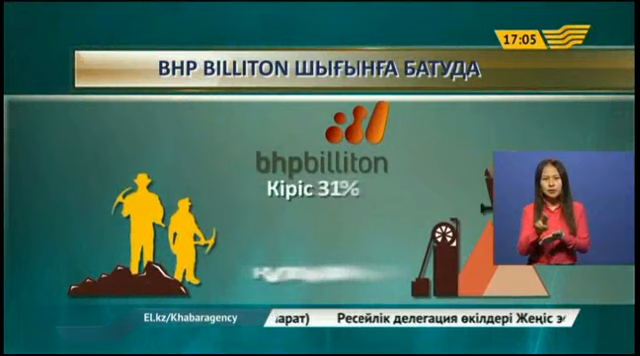 17:05
BHP BILLITON ШЫҒЫНҒА БАТУДА
bhpbilliton
Кіріс 31%
El.kz/Khabaragency
арат) Ресейлік делегация өкілдері Жеңіс